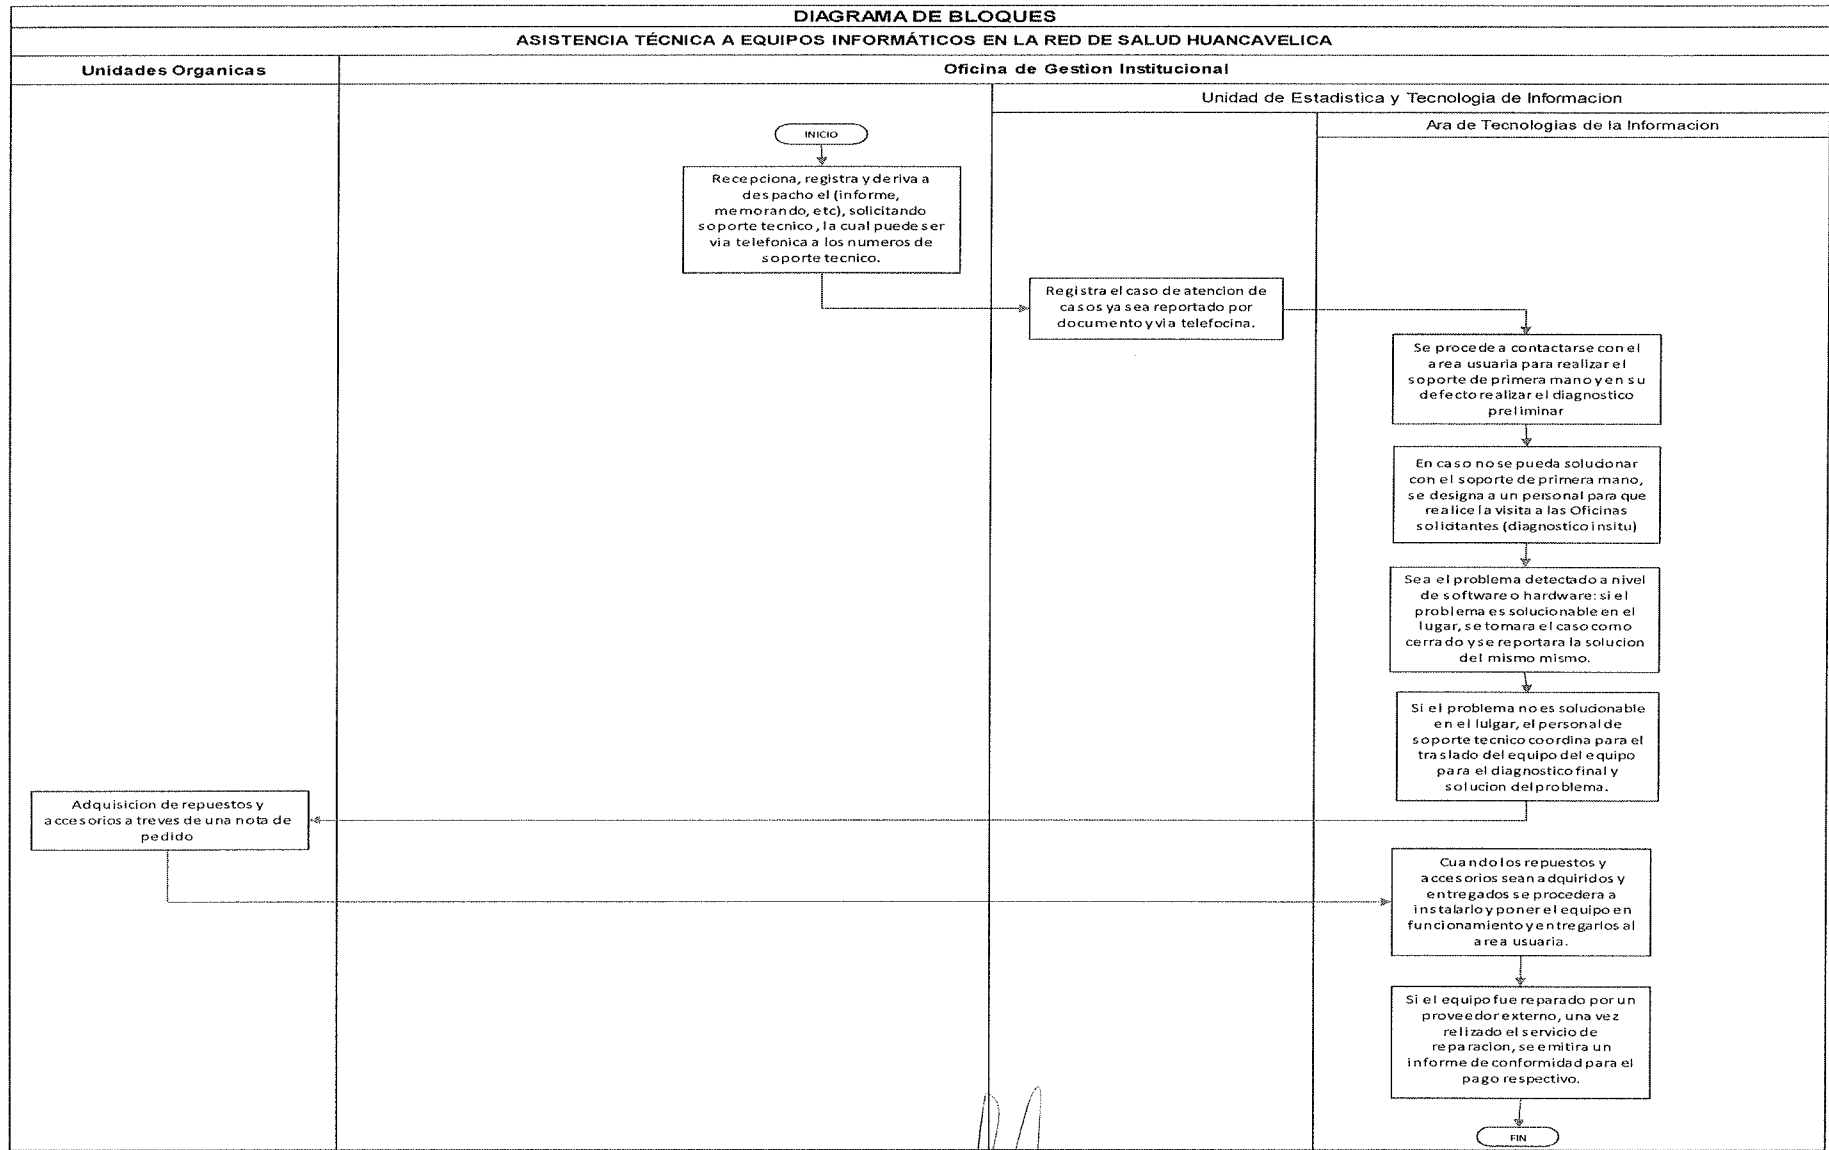 DIAGRAMA DE BLOQUES
ASISTENCIA TÉCNICA A EQUIPOS INFORMÁTICOS EN LA RED DE SALUD HUANCAVELICA
Unidades Organicas
Oficina de Gestion Institucional
Unidad de Estadistica y Tecnologia de Informacion
Ara de Tecnologias de la Informacion
INICIO
Recepciona, registra y deriva a
despacho el (informe,
memorando, etc), solicitando
soporte tecnico, la cual puede ser
via telefonica a los numeros de
soporte tecnico.
Registra el caso de atencion de
casos ya sea reportado por
documento y via telefocina.
Se procede a contactarse con el
area usuaria para realizar el
soporte de primera mano y en su
defecto realizar el diagnostico
preliminar
En caso no se pueda solucionar
con el soporte de primera mano,
se designa a un personal para que
realice la visita a las Oficinas
solicitantes (diagnostico insitu)
Sea el problema detectado a nivel
de software o hardware: si el
problema es solucionable en el
lugar, se tomara el caso como
cerrado y se reportara la solucion
del mismo mismo.
Si el problema no es solucionable
en el lulgar, el personal de
soporte tecnico coordina para el
traslado del equipo del equipo
para el diagnostico final y
solucion del problema.
Adquisicion de repuestos y
accesorios a treves de una nota de
pedido
Cuando los repuestos y
accesorios sean adquiridos y
entregados se procedera a
instalarlo y poner el equipo en
funcionamiento y entregarlos al
area usuaria.
Si el equipo fue reparado por un
proveedor externo, una vez
relizado el servicio de
reparacion, se emitira un
informe de conformidad para el
pago respectivo.
FIN